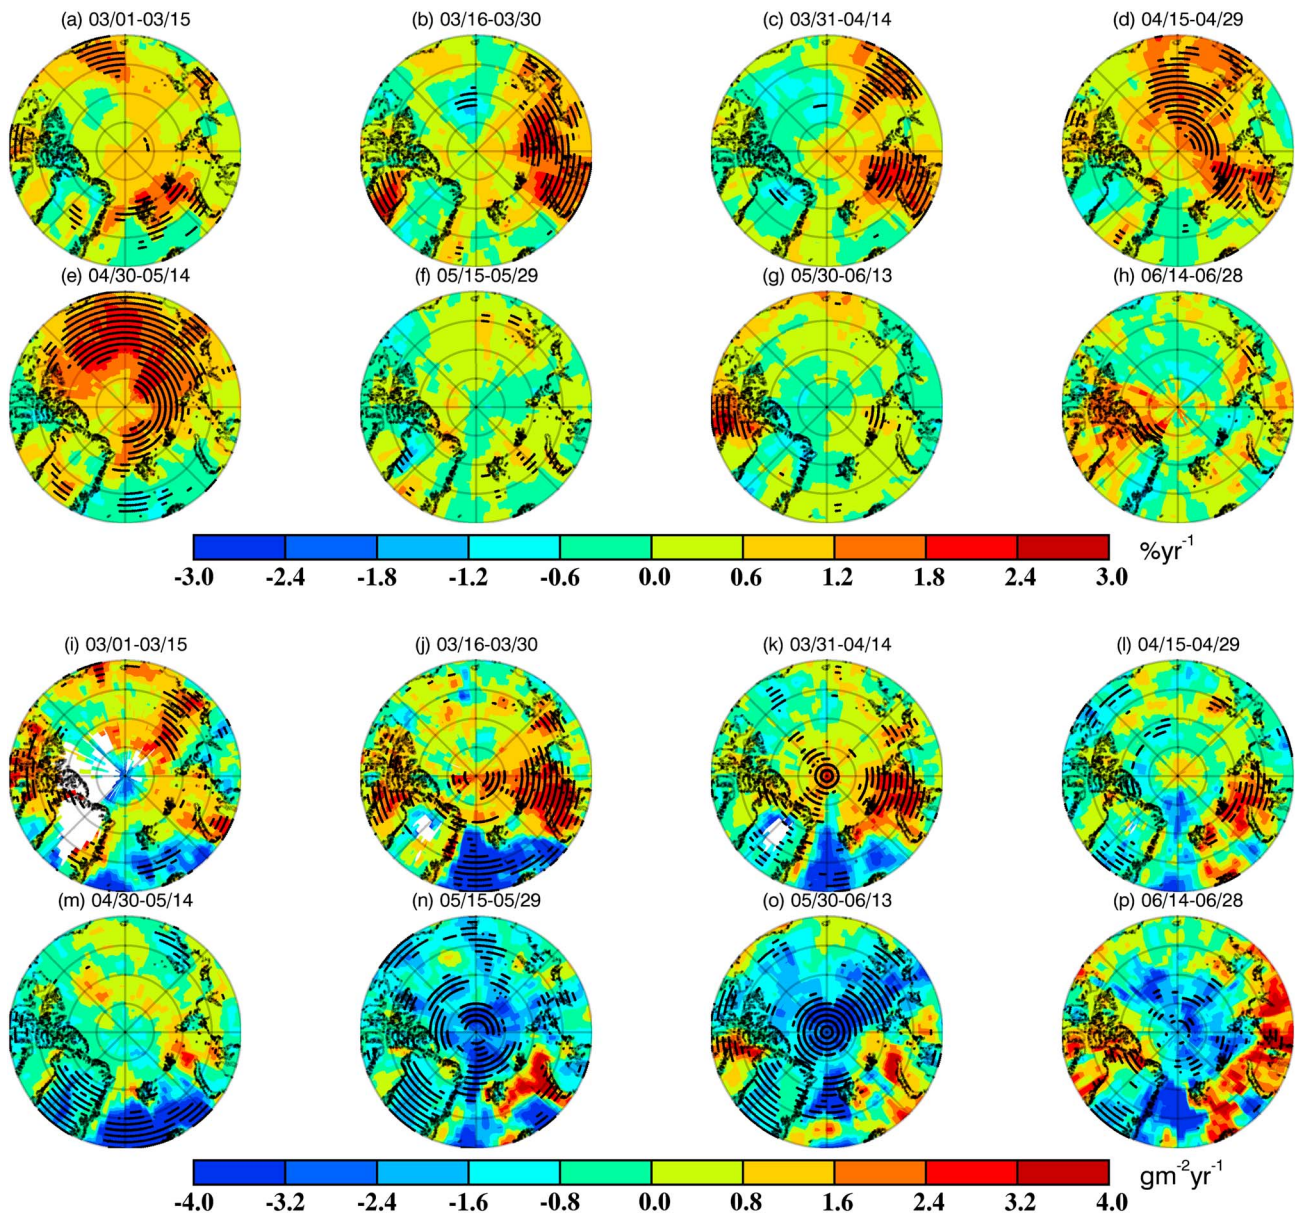 (a) 03/01-03/15 (b) 03/16-03/30 (c) 03/31-04/14 (d) 04/15-04/29
(e) 04/30-05/14 (f) 05/15-05/29 (g) 05/30-06/13 (h) 06/14-06/28
-3.0 -2.4 -1.8 -1.2 -0.6 0.0 0.6 1.2 1.8 2.4 3.0 %yr⁻¹
(i) 03/01-03/15 (j) 03/16-03/30 (k) 03/31-04/14 (l) 04/15-04/29
(m) 04/30-05/14 (n) 05/15-05/29 (o) 05/30-06/13 (p) 06/14-06/28
-4.0 -3.2 -2.4 -1.6 -0.8 0.0 0.8 1.6 2.4 3.2 4.0 gm⁻²yr⁻¹